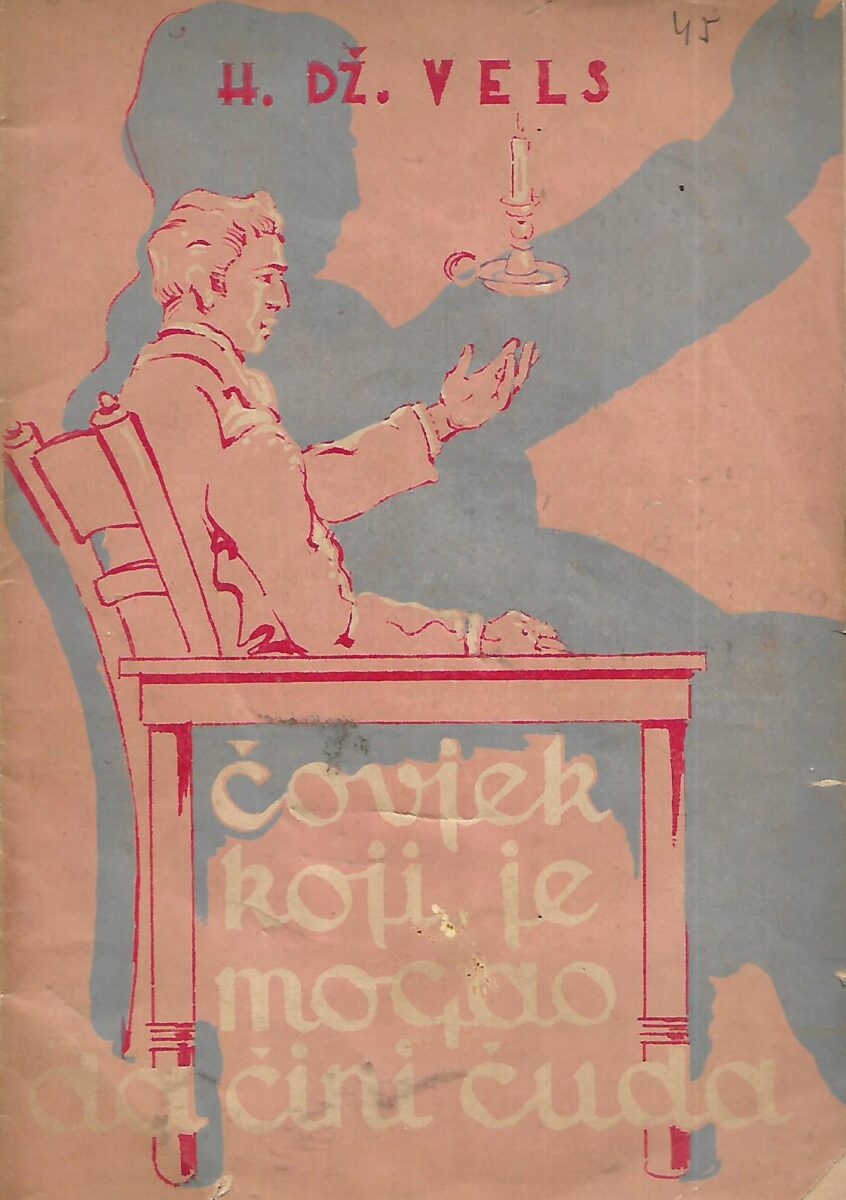 45
H. DŽ. VELS
čovjek
koji je
mogao
da čini čuda